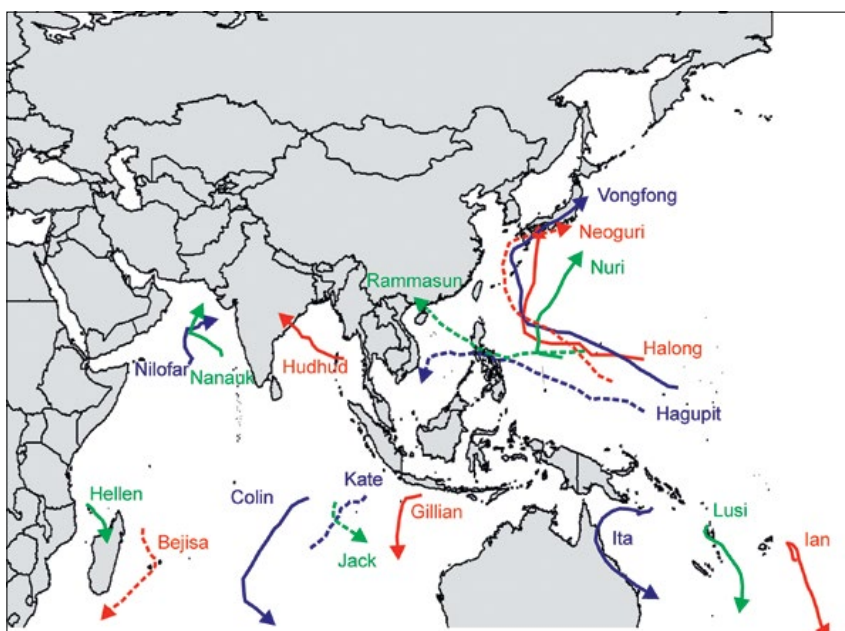 Vongfong
Neoguri
Rammasun
Nuri
Nilofar
Nanauk
Hudhud
Halong
Hagupit
Hellen
Colin
Kate
Gillian
Lusi
Bejisa
Jack
Ita
Ian